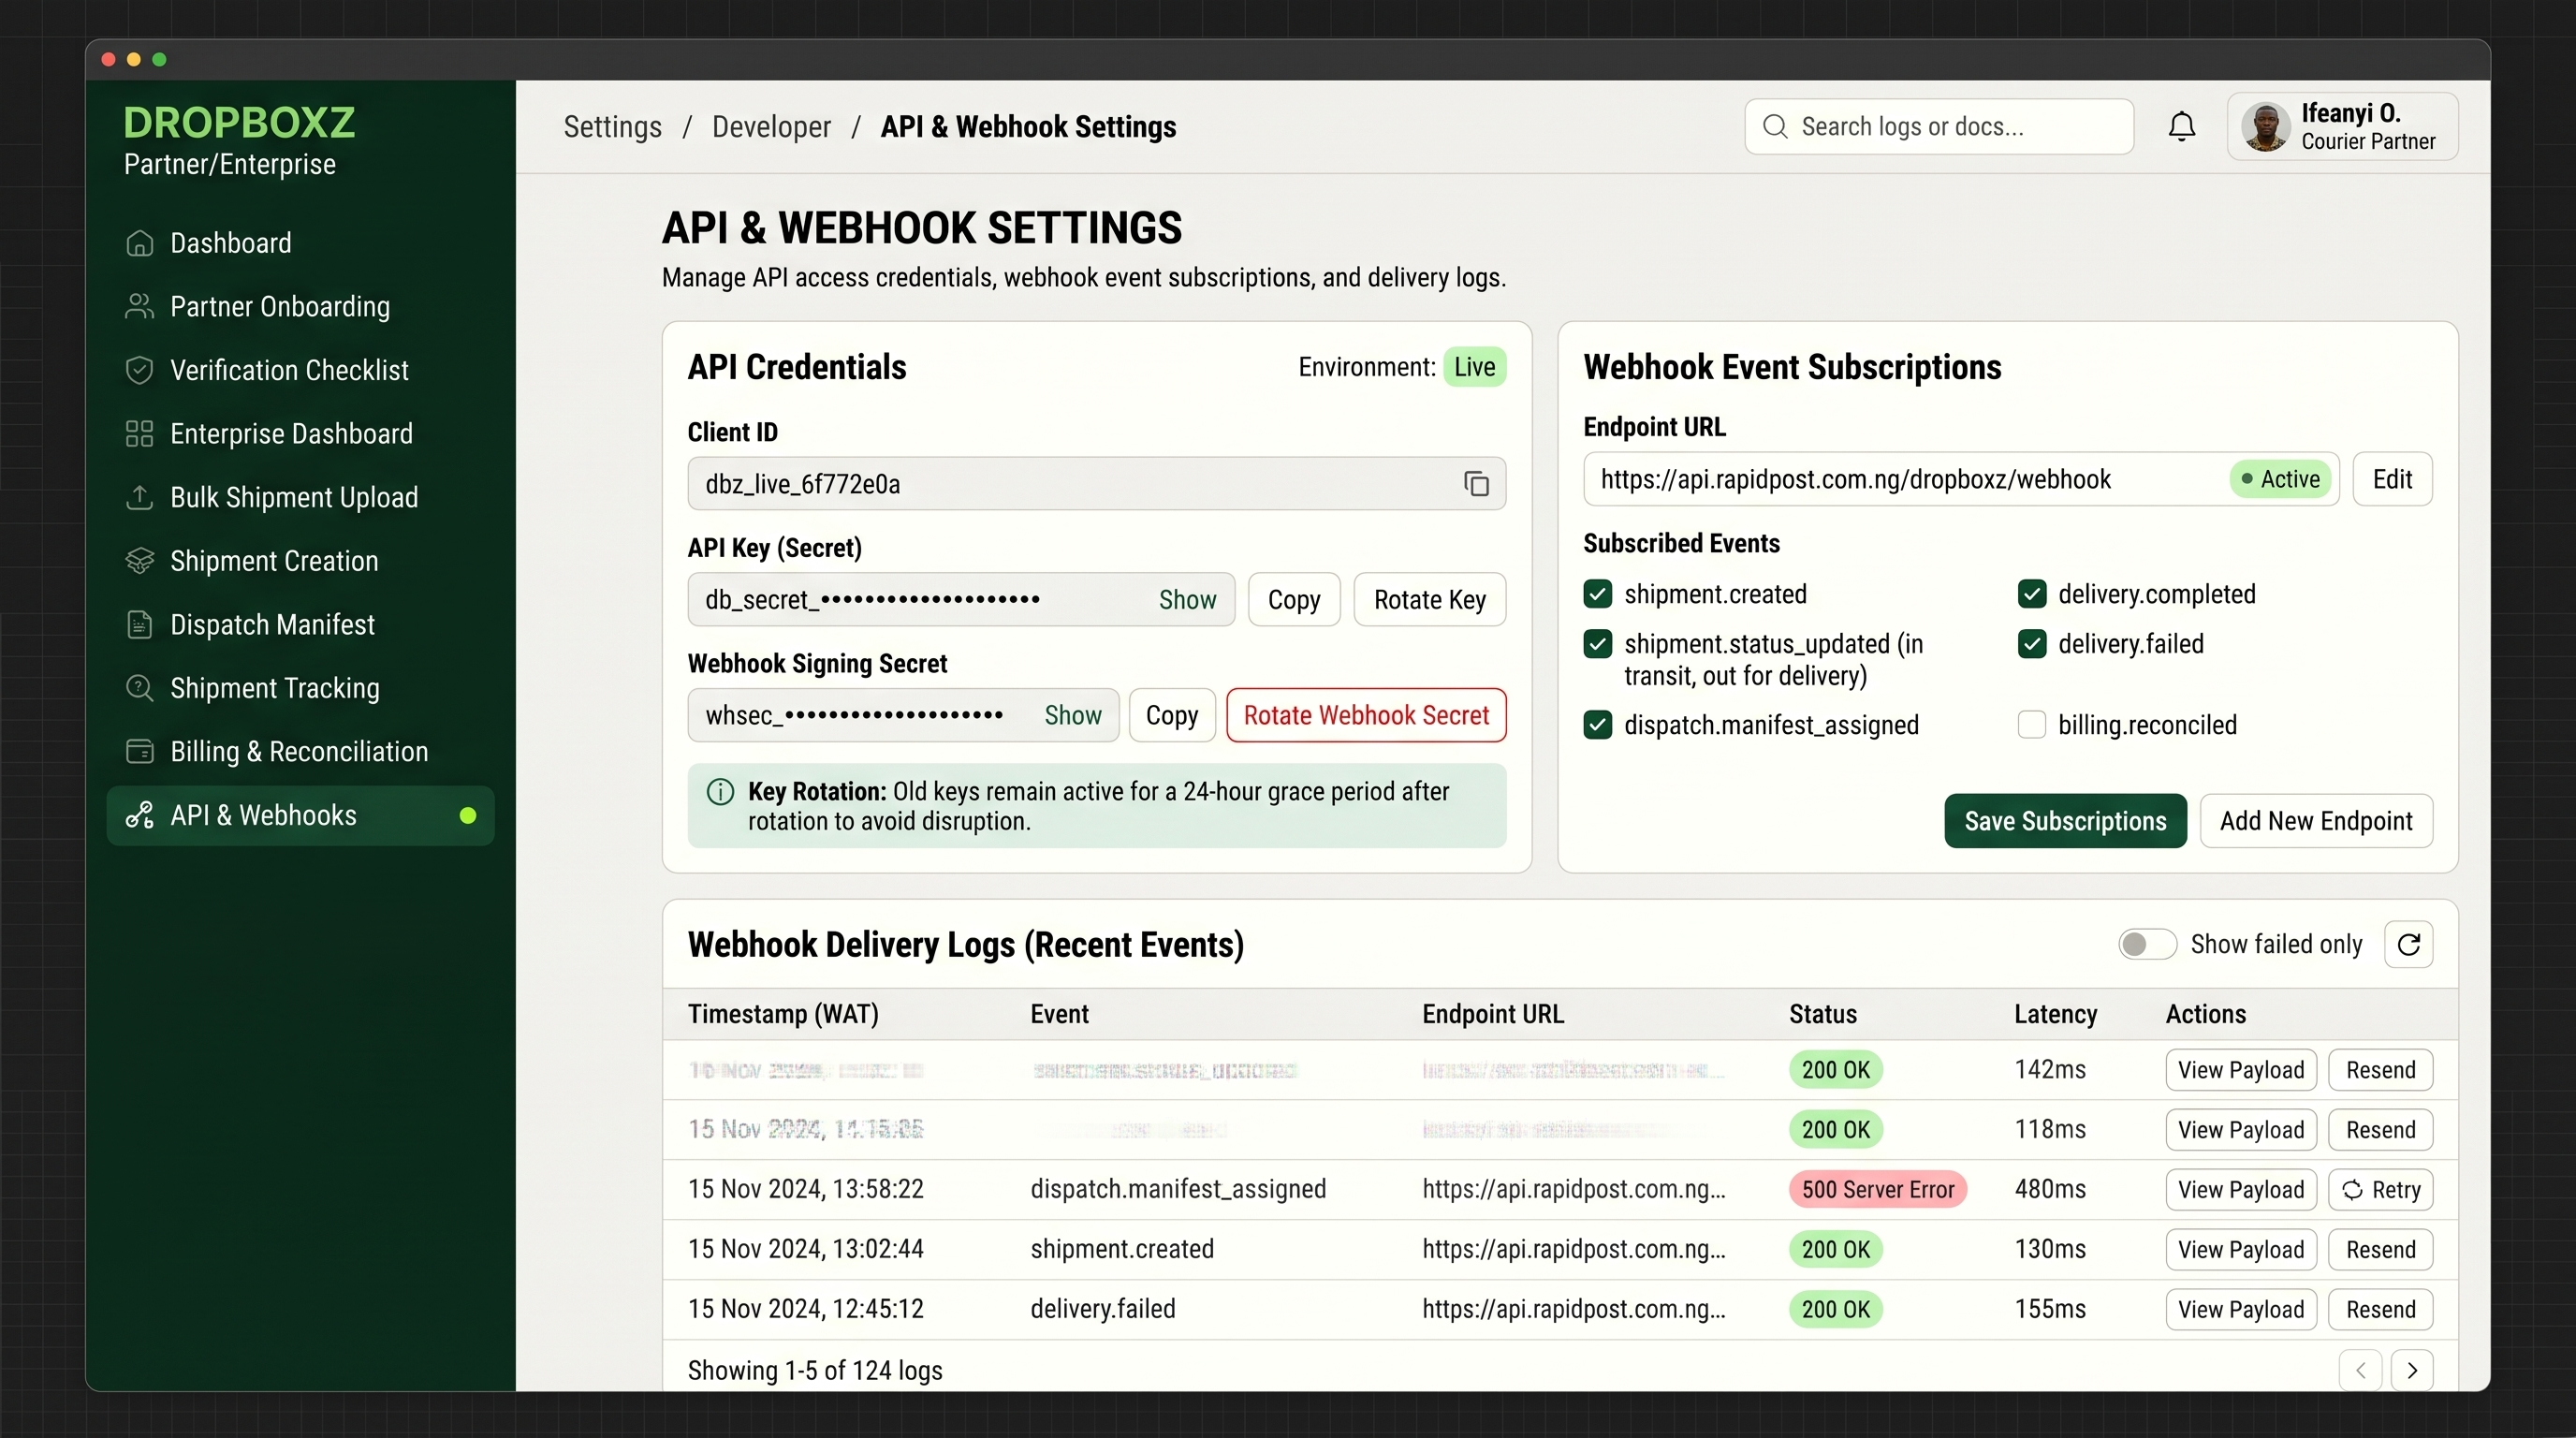 DROPBOXZ
Partner/Enterprise
Dashboard
Partner Onboarding
Verification Checklist
Enterprise Dashboard
Bulk Shipment Upload
Shipment Creation
Dispatch Manifest
Shipment Tracking
Billing & Reconciliation
API & Webhooks
Settings / Developer / API & Webhook Settings
Search logs or docs...
Ifeanyi O.
Courier Partner
API & WEBHOOK SETTINGS
Manage API access credentials, webhook event subscriptions, and delivery logs.
API Credentials
Environment: Live
Client ID
dbz_live_6f772e0a
API Key (Secret)
db_secret_•••••••••••••••••••• Show Copy Rotate Key
Webhook Signing Secret
whsec_•••••••••••••••••••• Show Copy Rotate Webhook Secret
Key Rotation: Old keys remain active for a 24-hour grace period after
rotation to avoid disruption.
Webhook Event Subscriptions
Endpoint URL
https://api.rapidpost.com.ng/dropboxz/webhook Active Edit
Subscribed Events
shipment.created
delivery.completed
shipment.status_updated (in
transit, out for delivery)
delivery.failed
dispatch.manifest_assigned
billing.reconciled
Save Subscriptions Add New Endpoint
Webhook Delivery Logs (Recent Events)
Show failed only
Timestamp (WAT) Event Endpoint URL Status Latency Actions
Nov 200 OK 142ms View Payload Resend
15 Nov 200 OK 118ms View Payload Resend
15 Nov 2024, 13:58:22 dispatch.manifest_assigned https://api.rapidpost.com.ng... 500 Server Error 480ms View Payload Retry
15 Nov 2024, 13:02:44 shipment.created https://api.rapidpost.com.ng... 200 OK 130ms View Payload Resend
15 Nov 2024, 12:45:12 delivery.failed https://api.rapidpost.com.ng... 200 OK 155ms View Payload Resend
Showing 1-5 of 124 logs